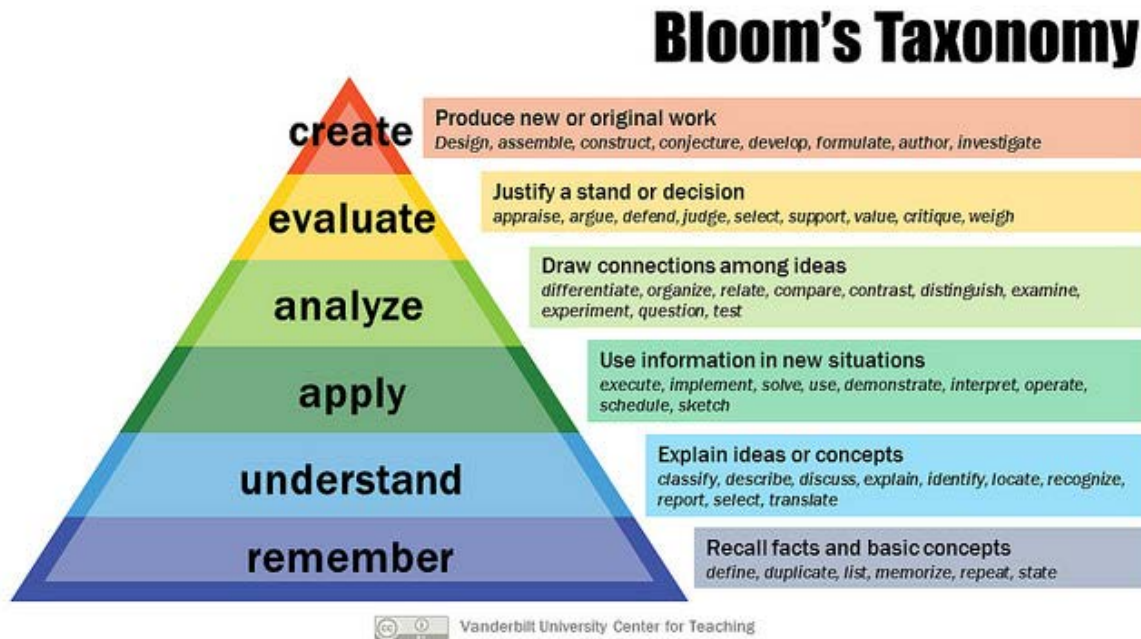 Bloom's Taxonomy
create
Produce new or original work
Design, assemble, construct, conjecture, develop, formulate, author, investigate
evaluate
Justify a stand or decision
appraise, argue, defend, judge, select, support, value, critique, weigh
analyze
Draw connections among ideas
differentiate, organize, relate, compare, contrast, distinguish, examine,
experiment, question, test
apply
Use information in new situations
execute, implement, solve, use, demonstrate, interpret, operate,
schedule, sketch
understand
Explain ideas or concepts
classify, describe, discuss, explain, identify, locate, recognize,
report, select, translate
remember
Recall facts and basic concepts
define, duplicate, list, memorize, repeat, state
cc
Vanderbilt University Center for Teaching